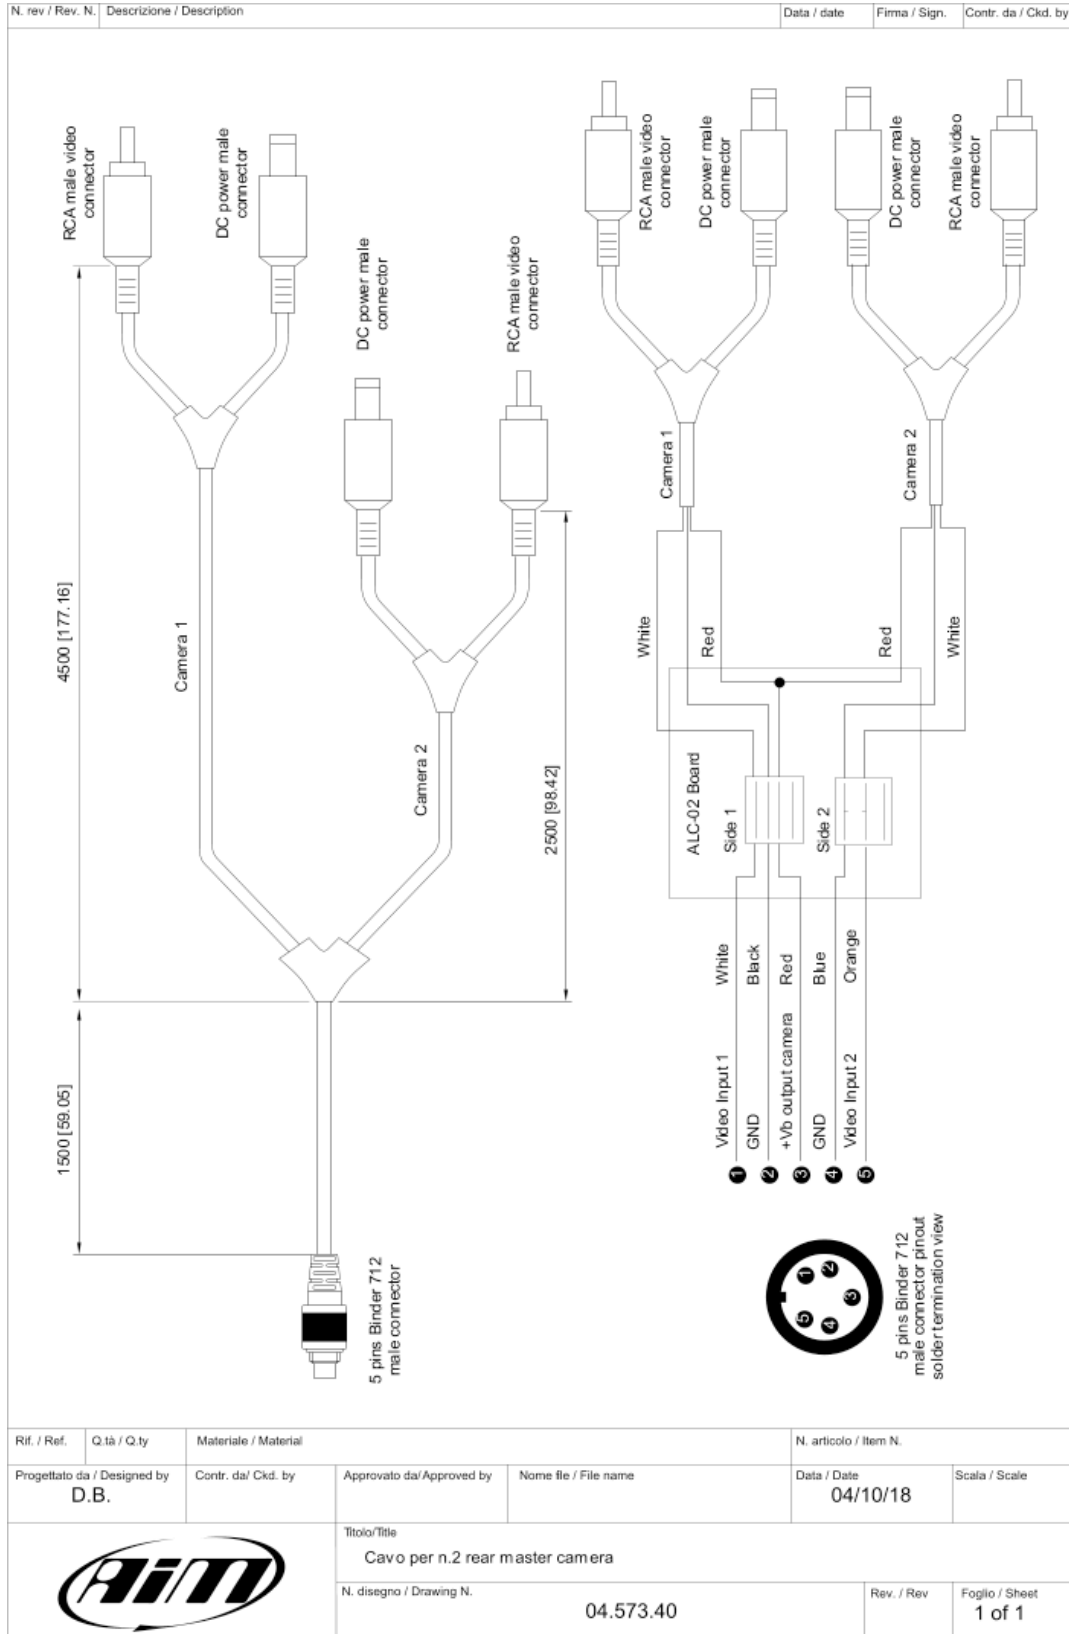 N. rev / Rev. N. Descrizione / Description Data / date Firma / Sign. Contr. da / Ckd. by
RCA male video
connector
DC power male
connector
DC power male
connector
RCA male video
connector
Camera 1
Camera 2
4500 [177.16]
2500 [98.42]
1500 [59.05]
5 pins Binder 712
male connector
RCA male video
connector
DC power male
connector
DC power male
connector
RCA male video
connector
Camera 1
Camera 2
White
Red
Red
White
ALC-02 Board
Side 1
Side 2
White
Black
Red
Blue
Orange
Video Input 1
GND
+Vb output camera
GND
Video Input 2
1 2 3 4 5
1 2 3 4 5
5 pins Binder 712
male connector pinout
solder termination view
Rif. / Ref. Q.tà / Q.ty Materiale / Material N. articolo / Item N.
Progettato da / Designed by Contr. da/ Ckd. by Approvato da/Approved by Nome file / File name Data / Date Scala / Scale
D.B. 04/10/18
AiM
Titolo/Title
Cavo per n.2 rear master camera
N. disegno / Drawing N. Rev. / Rev Foglio / Sheet
04.573.40 1 of 1